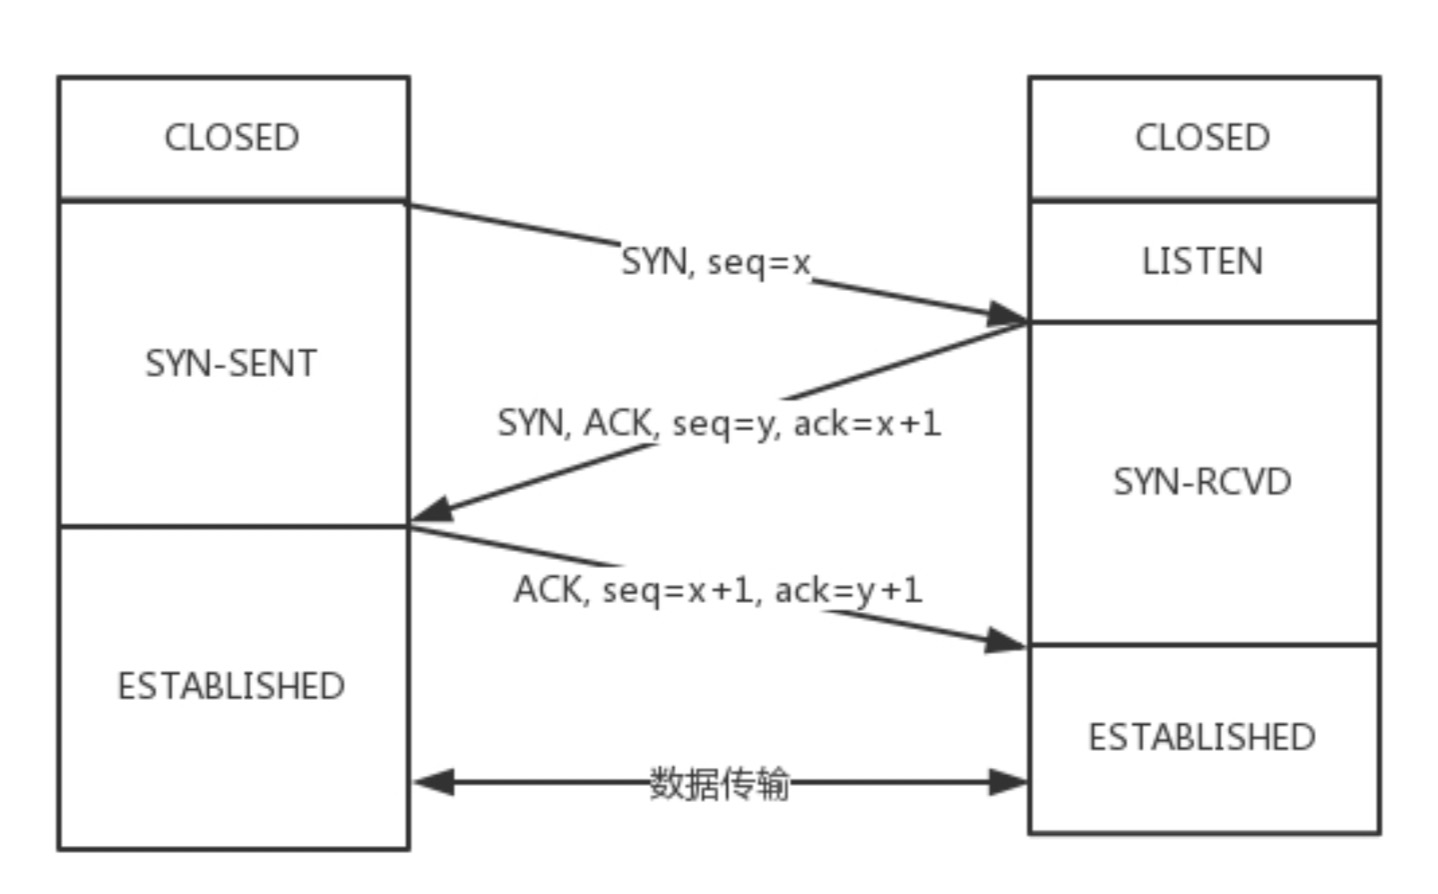 CLOSED
CLOSED
SYN, seq=x
LISTEN
SYN-SENT
SYN, ACK, seq=y, ack=x+1
SYN-RCVD
ACK, seq=x+1, ack=y+1
ESTABLISHED
ESTABLISHED
数据传输